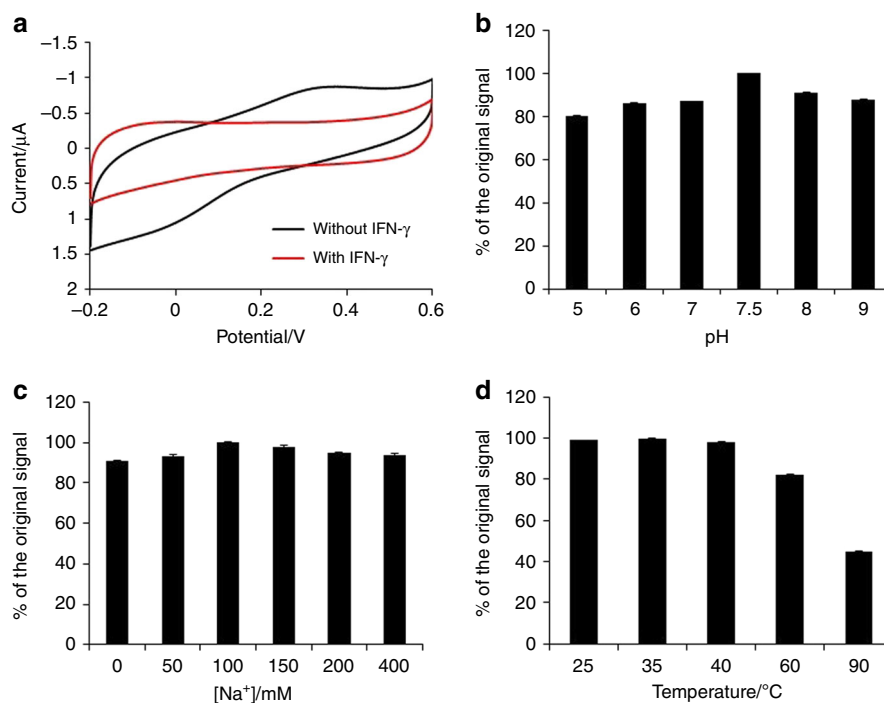 a
−1.5
−1
−0.5
0
0.5
1
1.5
2
Current/μA
Without IFN-γ
With IFN-γ
−0.2 0 0.2 0.4 0.6
Potential/V
b
120
100
80
60
40
20
0
% of the original signal
5 6 7 7.5 8 9
pH
c
120
100
80
60
40
20
0
% of the original signal
0 50 100 150 200 400
[Na⁺]/mM
d
120
100
80
60
40
20
0
% of the original signal
25 35 40 60 90
Temperature/°C